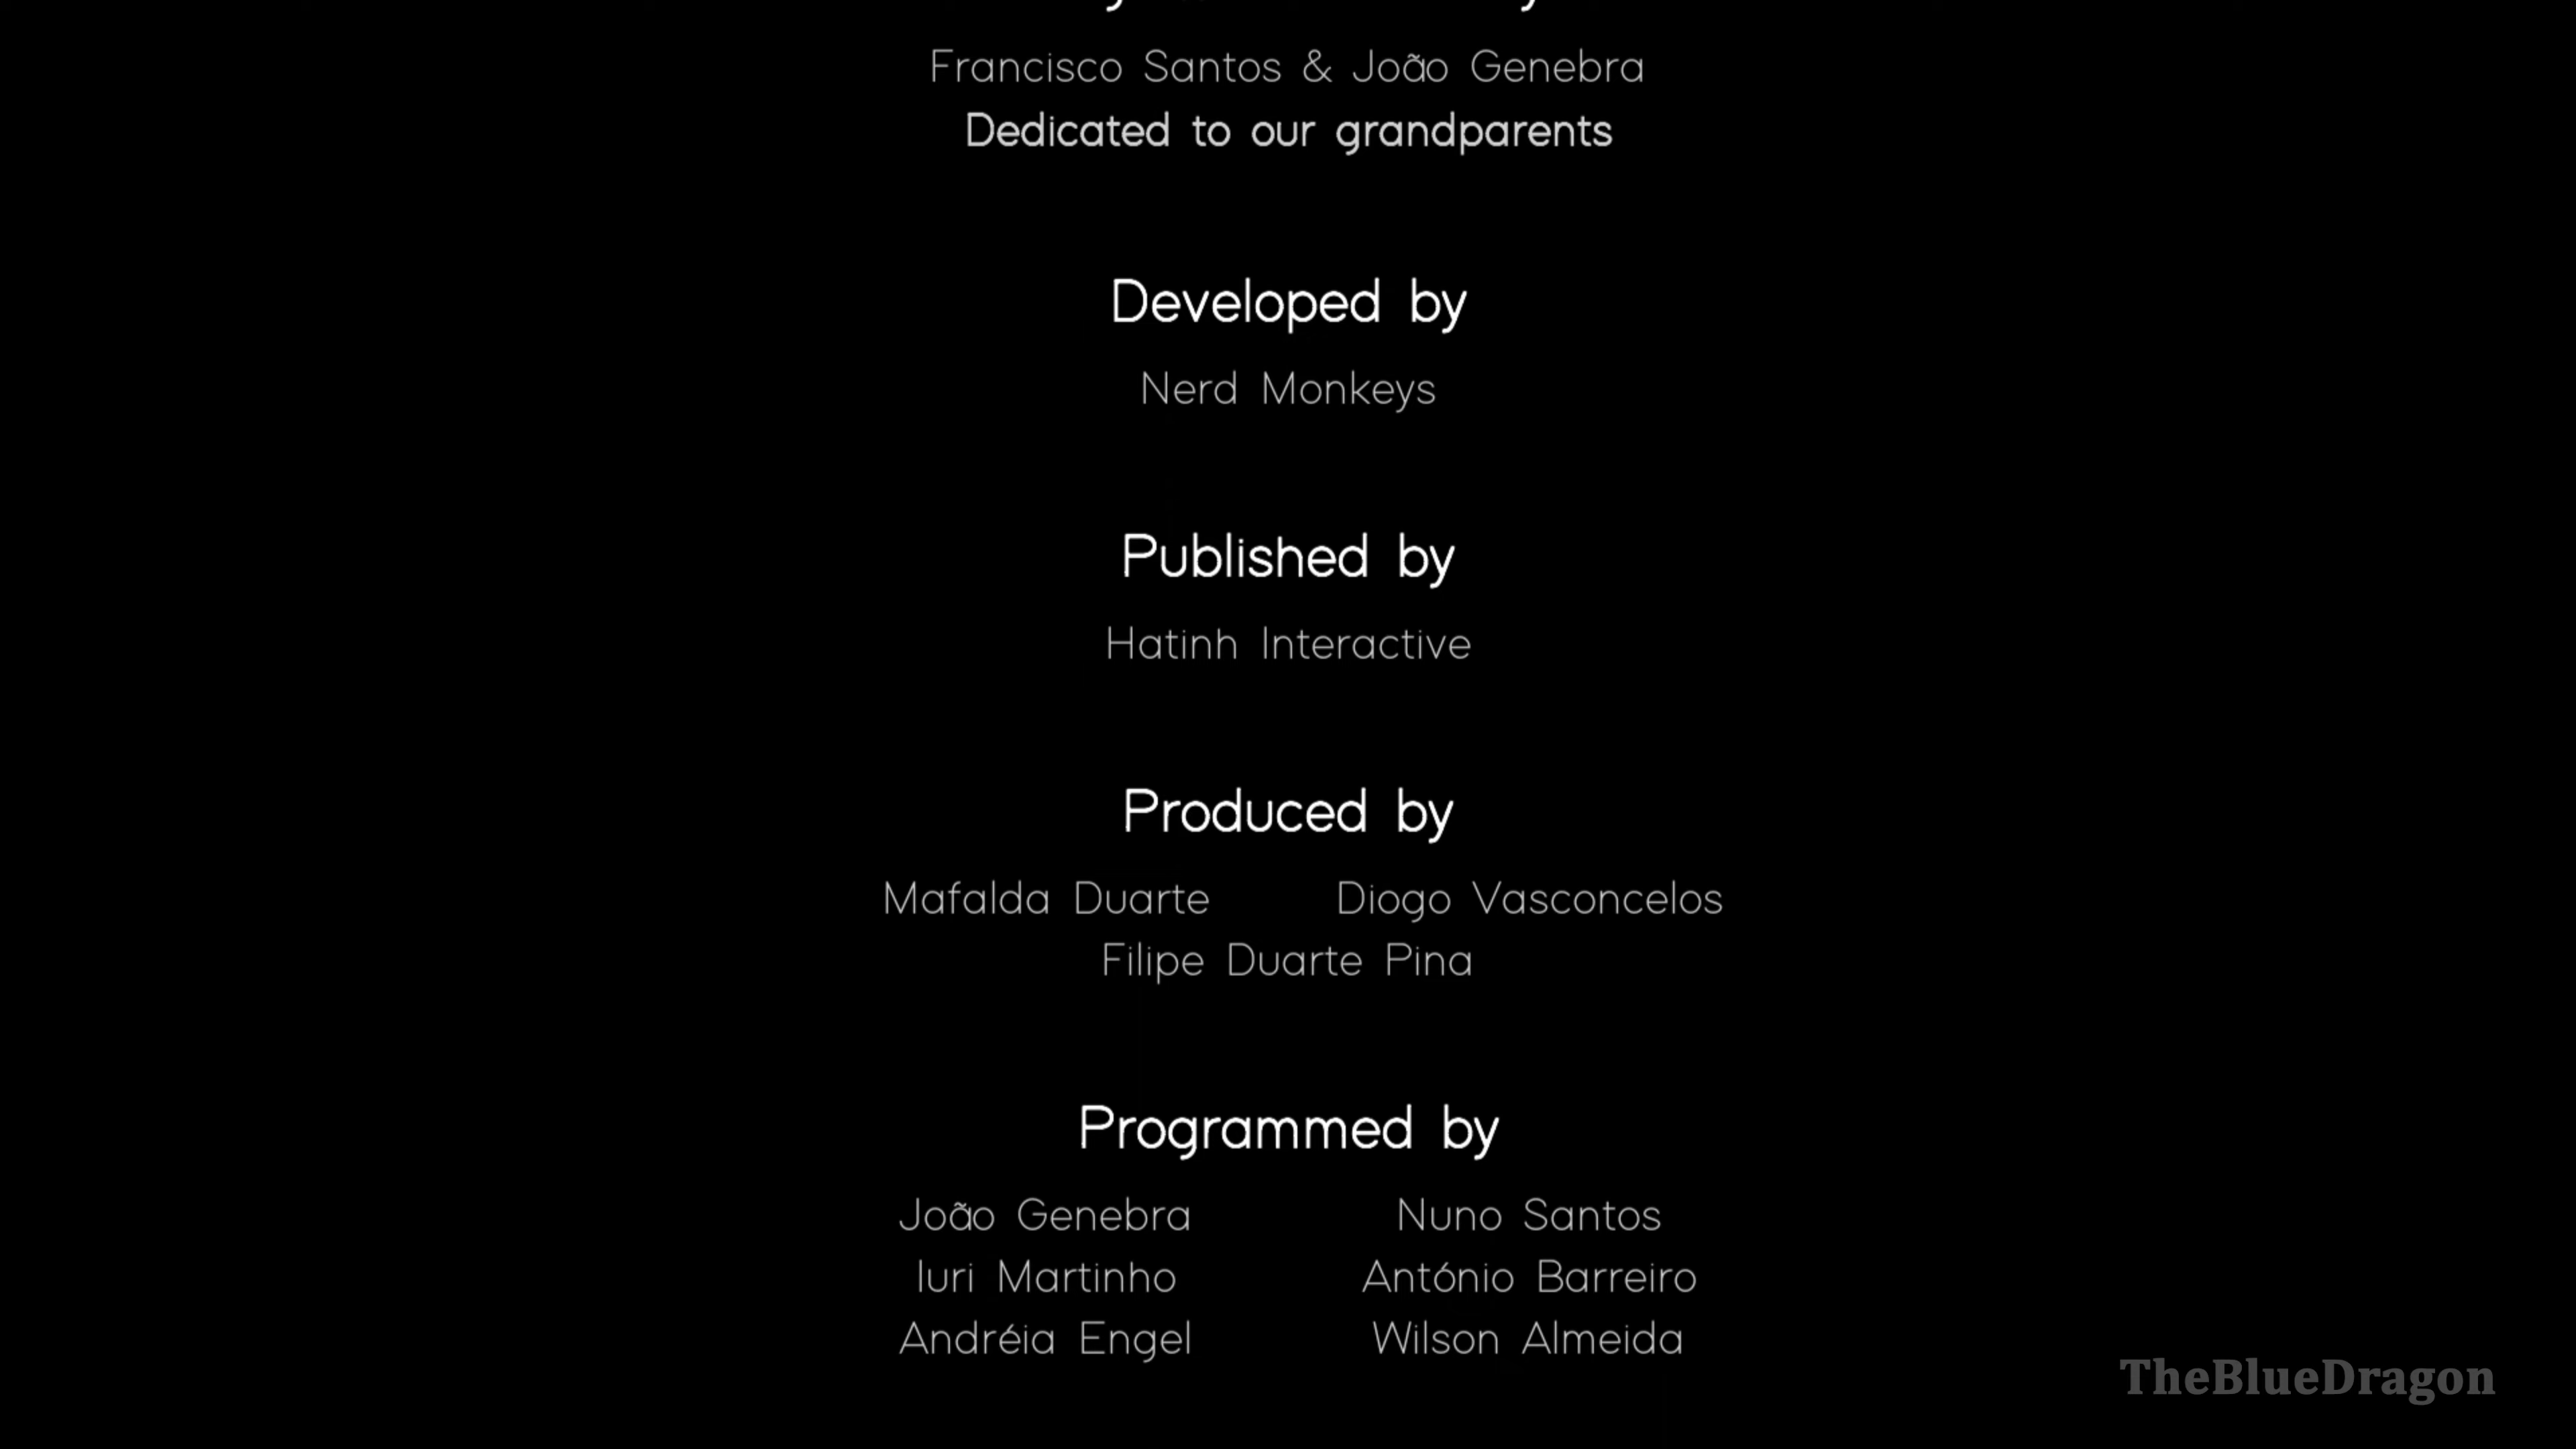 Francisco Santos & João Genebra
Dedicated to our grandparents
Developed by
Nerd Monkeys
Published by
Hatinh Interactive
Produced by
Mafalda Duarte Diogo Vasconcelos
Filipe Duarte Pina
Programmed by
João Genebra Nuno Santos
Iuri Martinho António Barreiro
Andréia Engel Wilson Almeida
TheBlueDragon